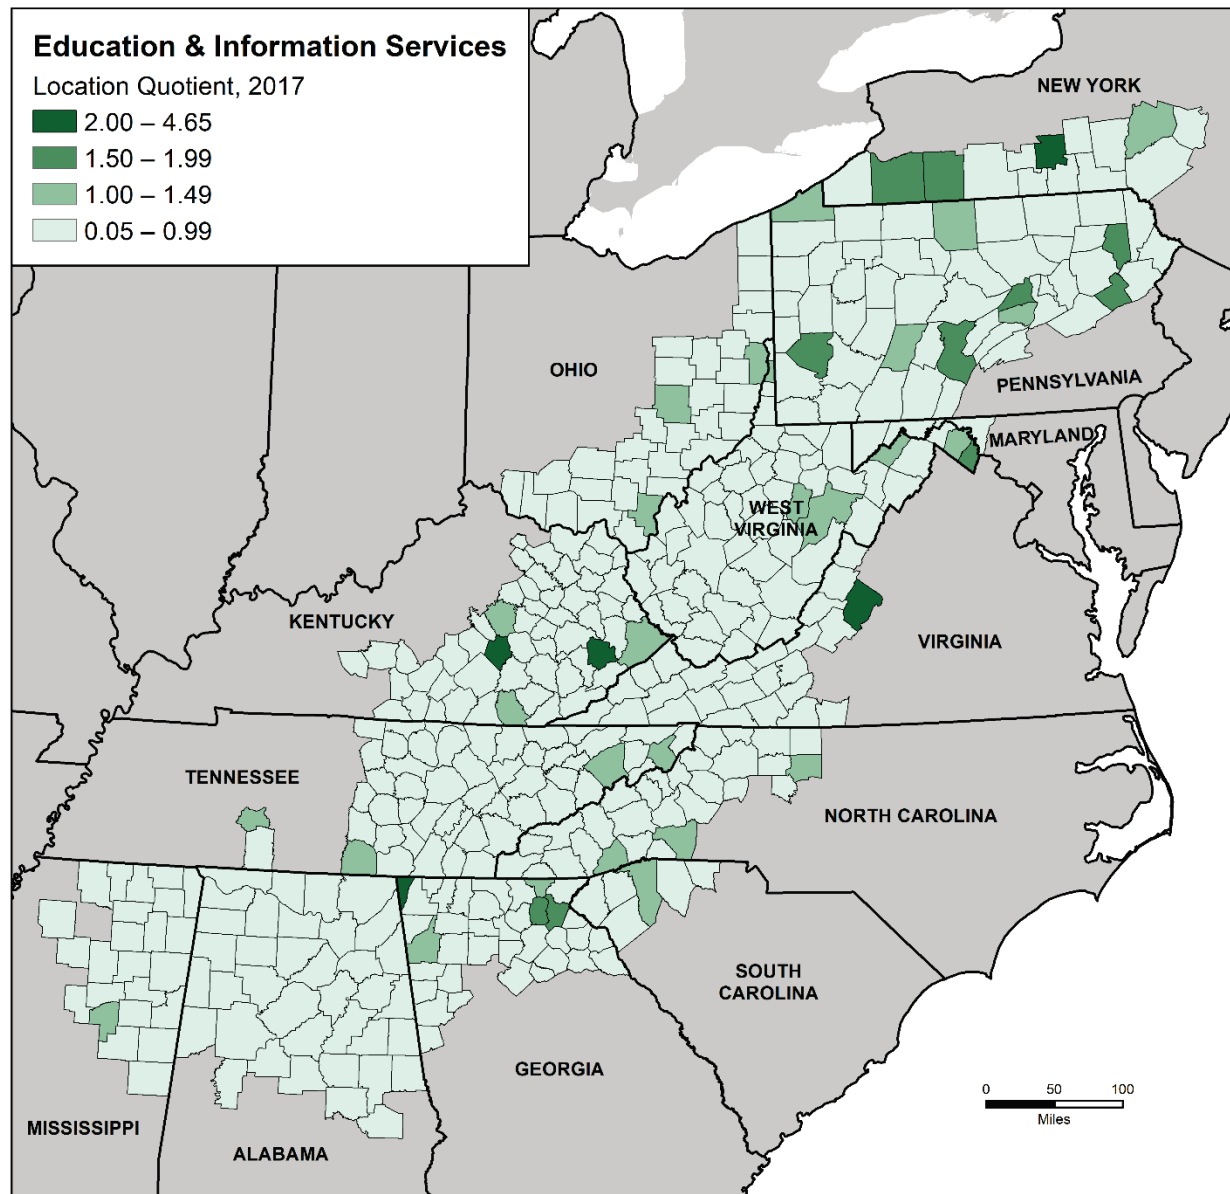 Education & Information Services
Location Quotient, 2017
2.00 – 4.65
1.50 – 1.99
1.00 – 1.49
0.05 – 0.99
NEW YORK
OHIO
PENNSYLVANIA
MARYLAND
WEST
VIRGINIA
KENTUCKY
VIRGINIA
TENNESSEE
NORTH CAROLINA
SOUTH
CAROLINA
GEORGIA
MISSISSIPPI
ALABAMA
0 50 100
Miles